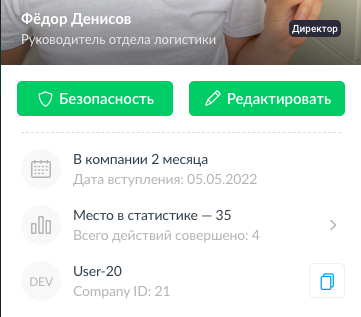 Фёдор Денисов
Руководитель отдела логистики
Директор
Безопасность
Редактировать
В компании 2 месяца
Дата вступления: 05.05.2022
Место в статистике — 35
Всего действий совершено: 4
DEV
User-20
Company ID: 21